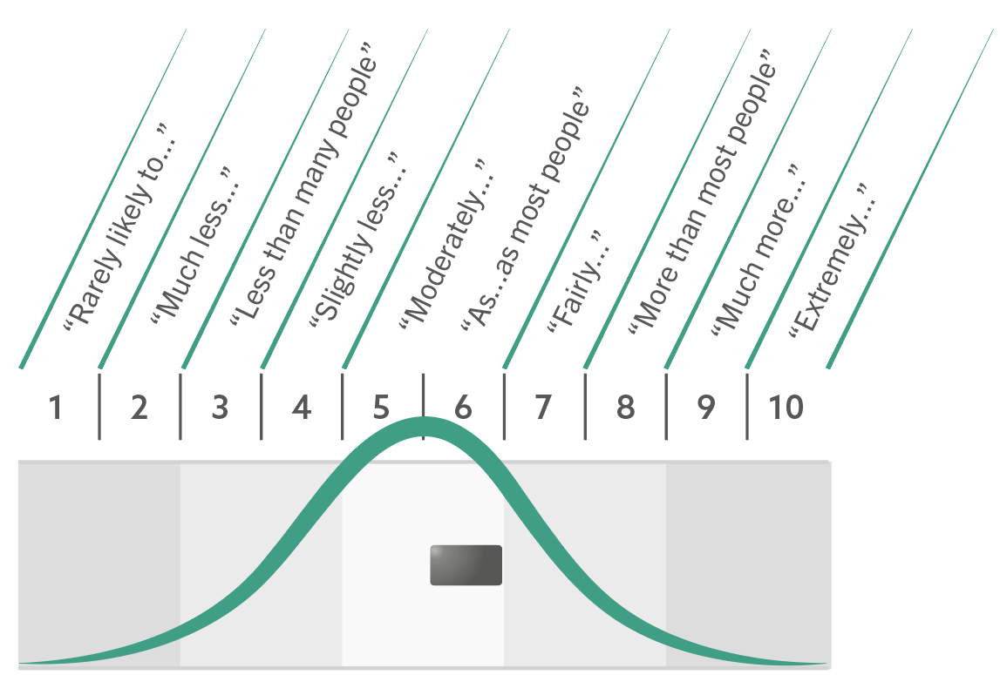 “Rarely likely to...”
“Much less...”
“Less than many people”
“Slightly less...”
“Moderately...”
“As...as most people”
“Fairly...”
“More than most people”
“Much more...”
“Extremely...”
1 2 3 4 5 6 7 8 9 10